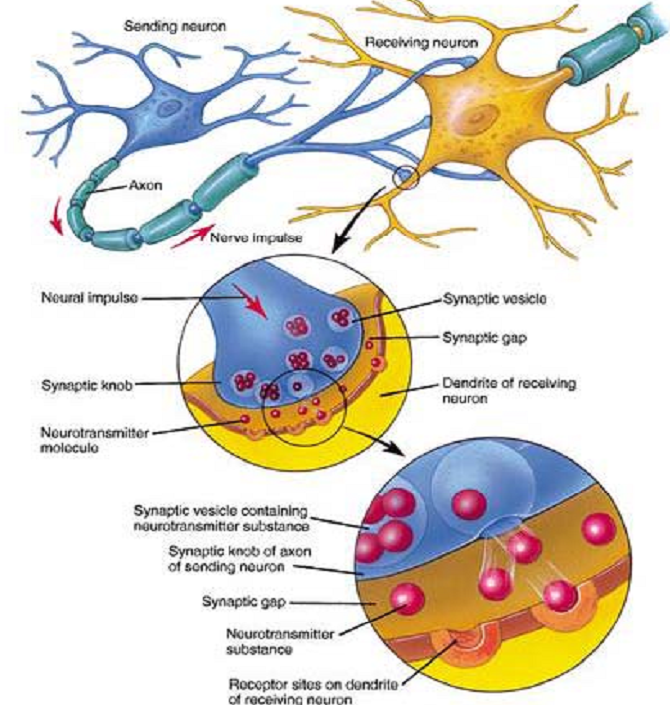 Sending neuron
Receiving neuron
Axon
Nerve impulse
Neural impulse
Synaptic vesicle
Synaptic gap
Synaptic knob
Dendrite of receiving
neuron
Neurotransmitter
molecule
Synaptic vesicle containing
neurotransmitter substance
Synaptic knob of axon
of sending neuron
Synaptic gap
Neurotransmitter
substance
Receptor sites on dendrite
of receiving neuron